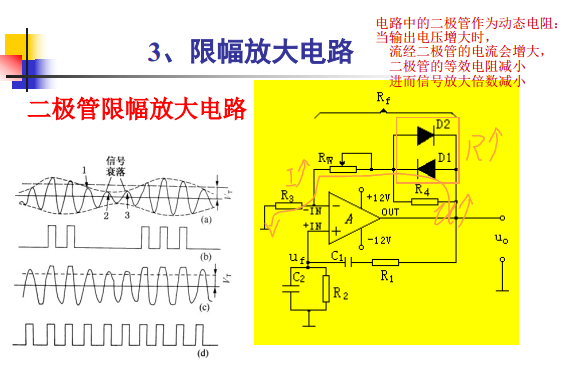 3、限幅放大电路
电路中的二极管作为动态电阻：
当输出电压增大时，
流经二极管的电流会增大，
二极管的等效电阻减小
进而信号放大倍数减小
二极管限幅放大电路
信号
衰落
1
2
3
V_T
(a)
(b)
V_T
(c)
(d)
R_f
D2
D1
R↑
R_W
I↑
R_3
R_4
+12V
-IN
A
OUT
+IN
-12V
u_o
u_f
C_1
R_1
C_2
R_2